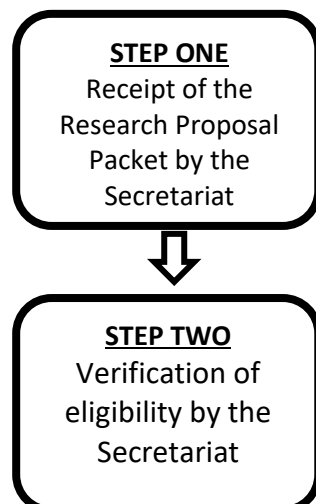 STEP ONE
Receipt of the
Research Proposal
Packet by the
Secretariat
STEP TWO
Verification of
eligibility by the
Secretariat